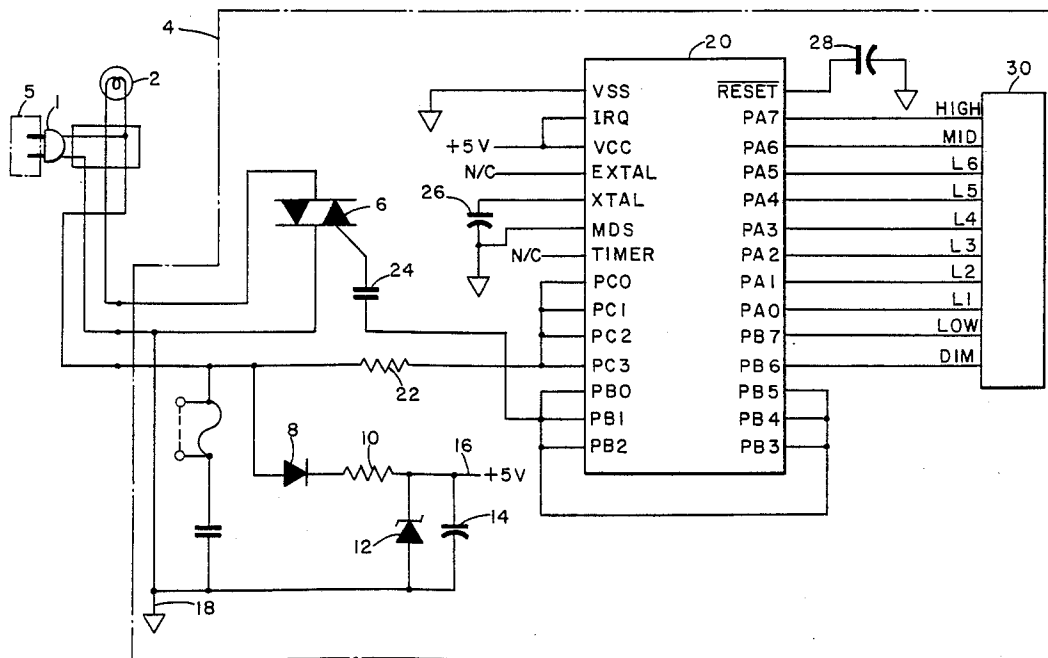 4
20
28
30
2
5
1
VSS
RESET
HIGH
IRQ
PA7
MID
+5V
VCC
PA6
L6
N/C
EXTAL
PA5
L5
26
XTAL
PA4
L4
6
MDS
PA3
L3
N/C
TIMER
PA2
L2
24
PC0
PA1
L1
PC1
PA0
LOW
PC2
PB7
DIM
22
PC3
PB6
PB0
PB5
PB1
PB4
PB2
PB3
8
10
16
+5V
12
14
18